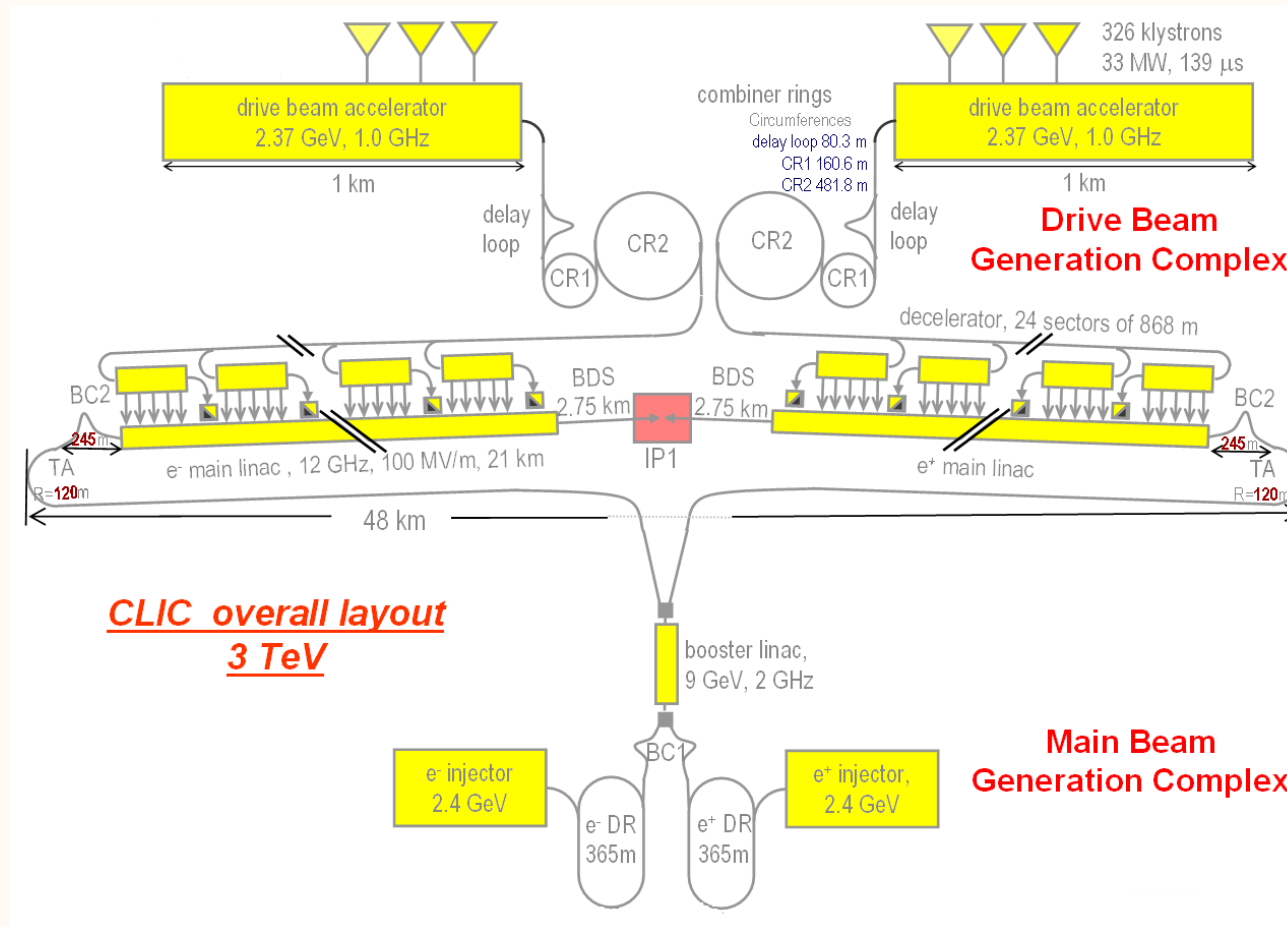 326 klystrons
33 MW, 139 μs
drive beam accelerator
2.37 GeV, 1.0 GHz
1 km
combiner rings
Circumferences
delay loop 80.3 m
CR1 160.6 m
CR2 481.8 m
drive beam accelerator
2.37 GeV, 1.0 GHz
1 km
delay
loop
CR1
CR2
CR2
CR1
delay
loop
Drive Beam
Generation Complex
decelerator, 24 sectors of 868 m
BC2
245m
TA
R=120m
BDS
2.75 km
IP1
BDS
2.75 km
BC2
245m
TA
R=120m
e- main linac , 12 GHz, 100 MV/m, 21 km
e+ main linac
48 km
CLIC overall layout
3 TeV
booster linac,
9 GeV, 2 GHz
BC1
e- injector
2.4 GeV
e- DR
365m
e+ DR
365m
e+ injector,
2.4 GeV
Main Beam
Generation Complex